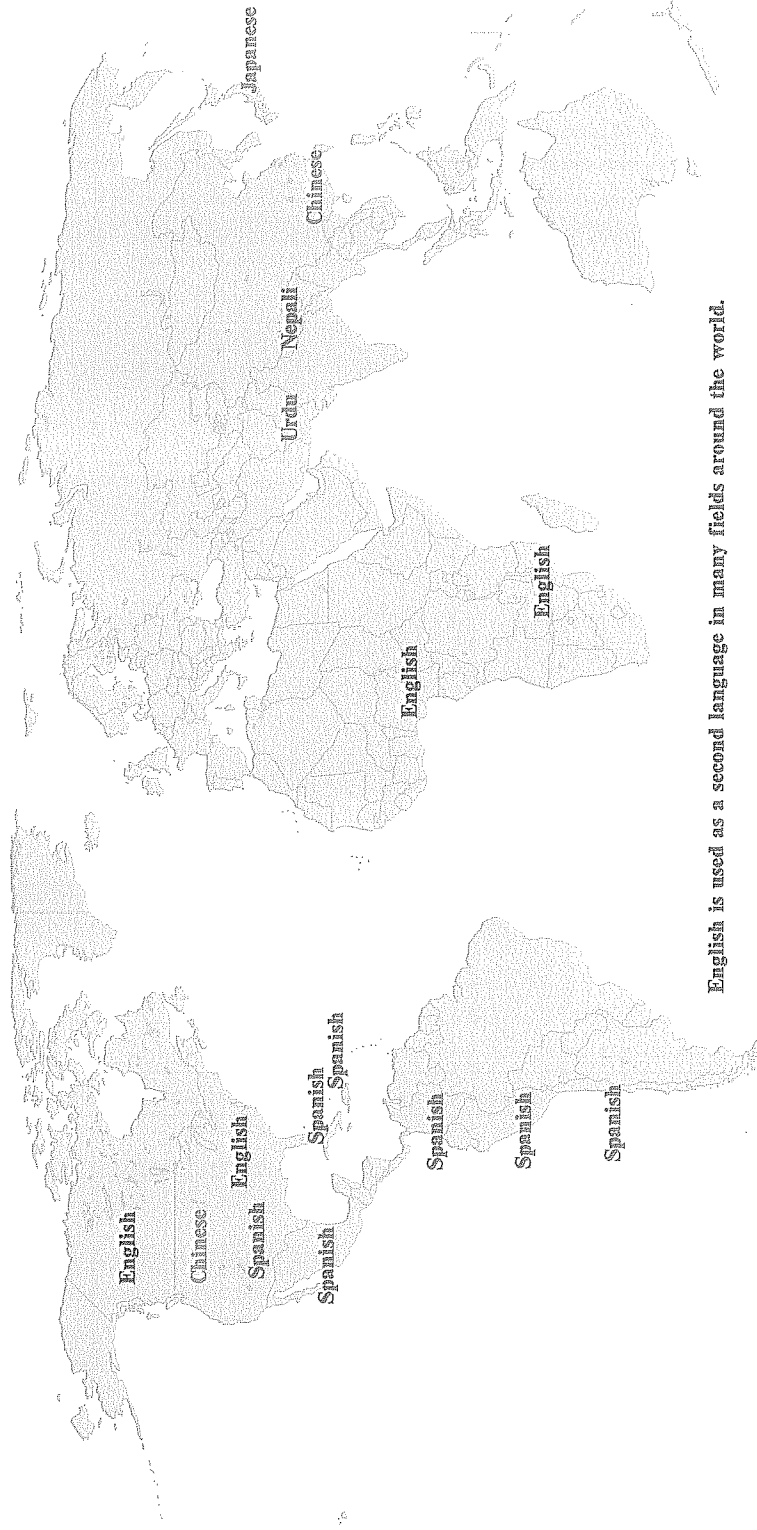 English
Chinese
English
Spanish
Spanish
Spanish
Spanish
Spanish
Spanish
Spanish
English
English
Urdu
Nepali
Chinese
Japanese
English is used as a second language in many fields around the world.